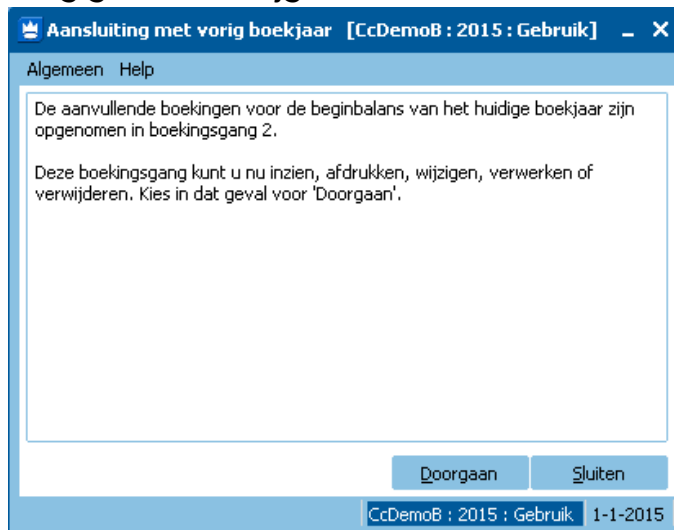 Aansluiting met vorig boekjaar [CcDemoB : 2015 : Gebruik]
Algemeen Help
De aanvullende boekingen voor de beginbalans van het huidige boekjaar zijn
opgenomen in boekingsgang 2.
Deze boekingsgang kunt u nu inzien, afdrukken, wijzigen, verwerken of
verwijderen. Kies in dat geval voor 'Doorgaan'.
Doorgaan Sluiten
CcDemoB : 2015 : Gebruik 1-1-2015